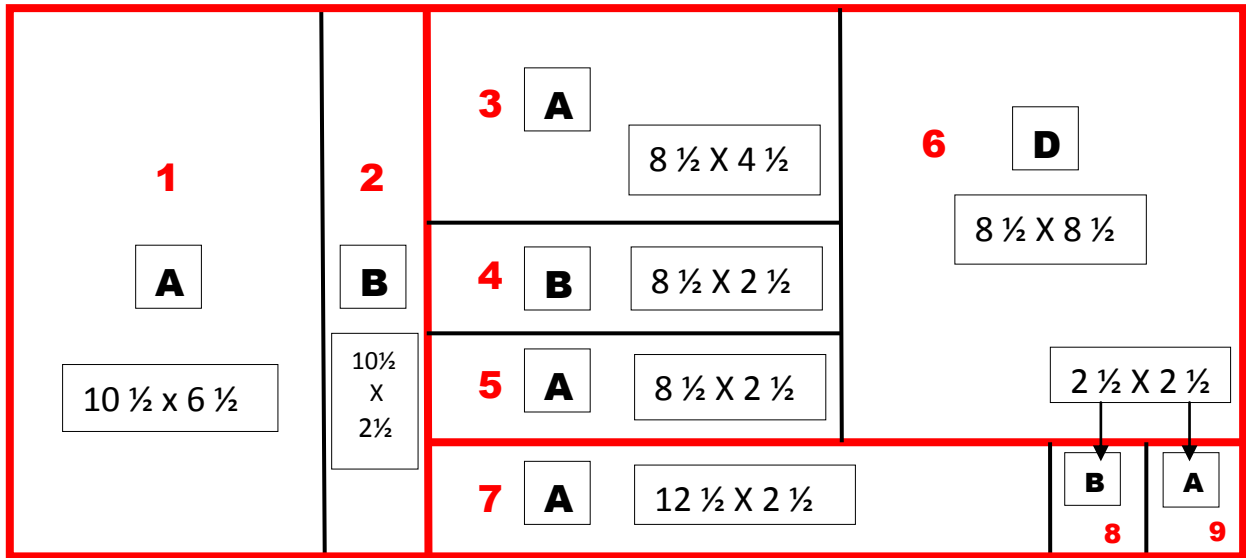 1
A
10 ½ x 6 ½
2
B
10½
X
2½
3
A
8 ½ X 4 ½
4
B
8 ½ X 2 ½
5
A
8 ½ X 2 ½
6
D
8 ½ X 8 ½
2 ½ X 2 ½
7
A
12 ½ X 2 ½
B
8
A
9